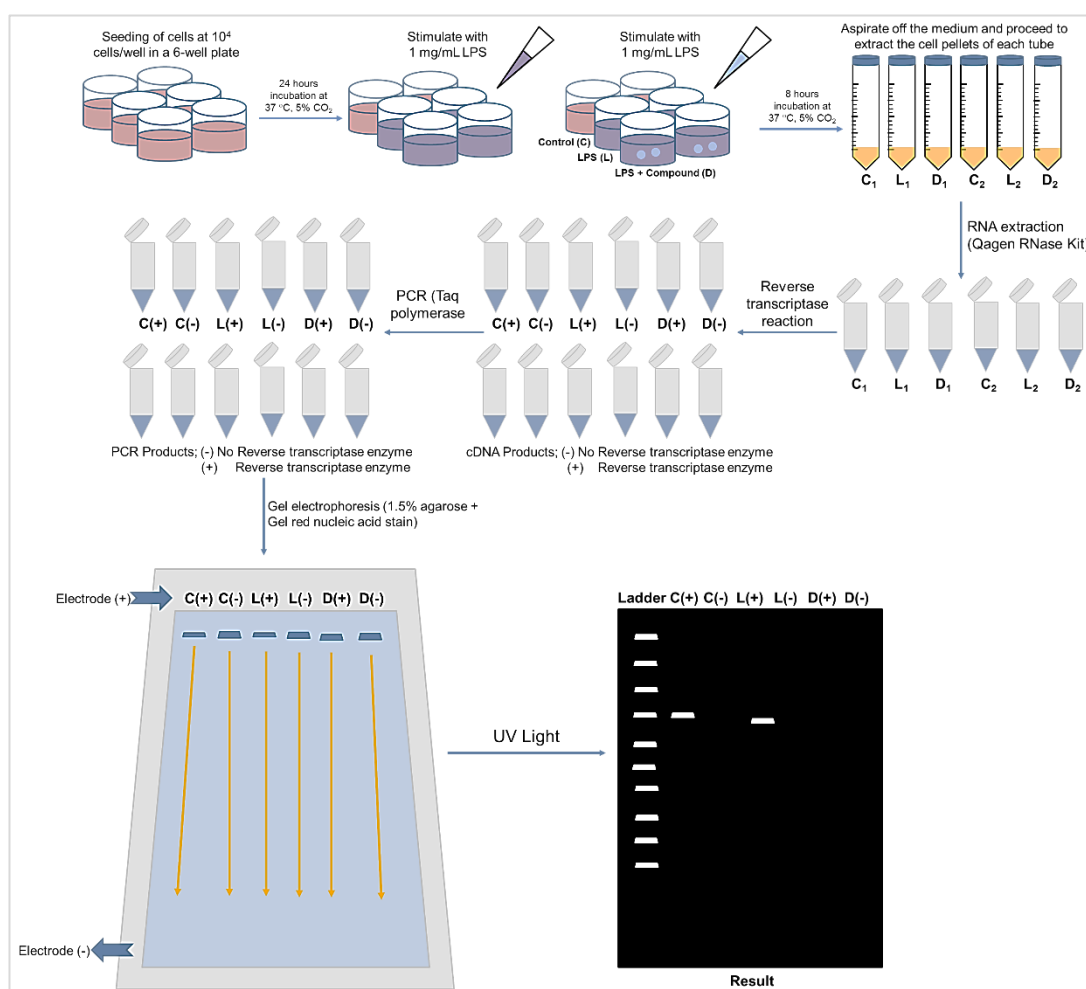 Seeding of cells at 10⁴
cells/well in a 6-well plate
24 hours
incubation at
37 °C, 5% CO₂
Stimulate with
1 mg/mL LPS
Stimulate with
1 mg/mL LPS
Control (C)
LPS (L)
LPS + Compound (D)
8 hours
incubation at
37 °C, 5% CO₂
Aspirate off the medium and proceed to
extract the cell pellets of each tube
C₁ L₁ D₁ C₂ L₂ D₂
RNA extraction
(Qagen RNase Kit)
C₁ L₁ D₁ C₂ L₂ D₂
Reverse
transcriptase
reaction
C(+) C(-) L(+) L(-) D(+) D(-)
cDNA Products; (-) No Reverse transcriptase enzyme
(+) Reverse transcriptase enzyme
PCR (Taq
polymerase
C(+) C(-) L(+) L(-) D(+) D(-)
PCR Products; (-) No Reverse transcriptase enzyme
(+) Reverse transcriptase enzyme
Gel electrophoresis (1.5% agarose +
Gel red nucleic acid stain)
Electrode (+)
C(+) C(-) L(+) L(-) D(+) D(-)
Electrode (-)
UV Light
Ladder C(+) C(-) L(+) L(-) D(+) D(-)
Result